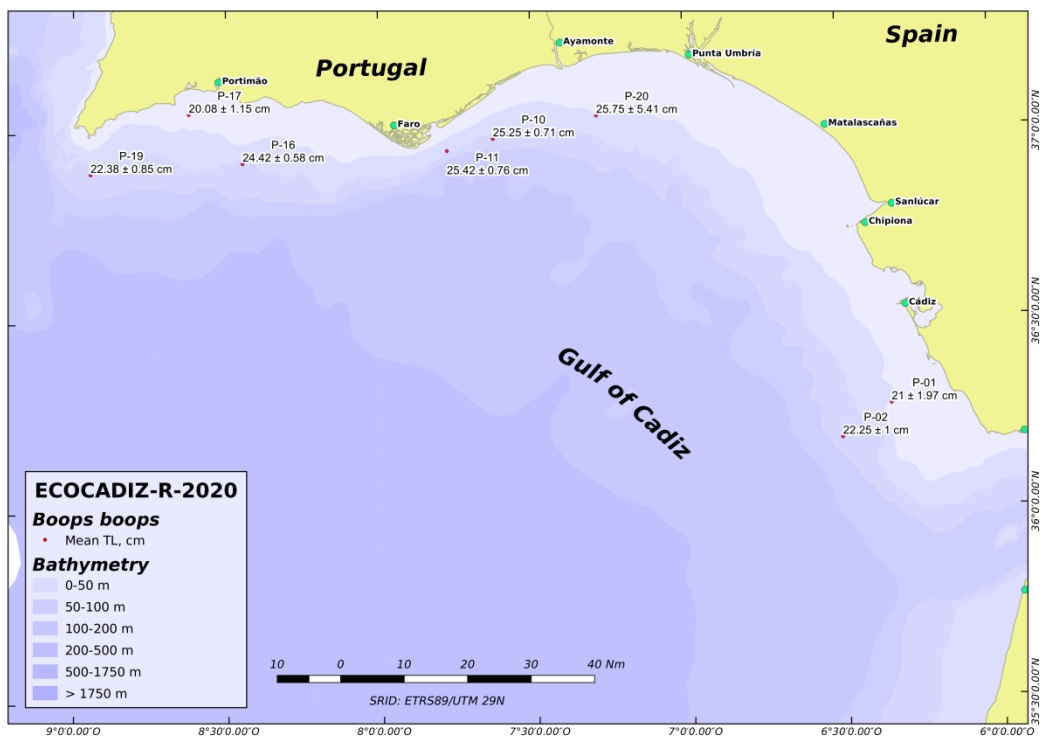 Spain
Portugal
Ayamonte
Punta Umbría
Portimão
P-17
20.08 ± 1.15 cm
P-20
25.75 ± 5.41 cm
P-10
25.25 ± 0.71 cm
Faro
Matalascañas
37°0'0.00"N
P-16
24.42 ± 0.58 cm
P-19
22.38 ± 0.85 cm
P-11
25.42 ± 0.76 cm
Sanlúcar
Chipiona
Cádiz
36°30'0.00"N
Gulf of Cadiz
P-01
21 ± 1.97 cm
P-02
22.25 ± 1 cm
36°0'0.00"N
ECOCADIZ-R-2020
Boops boops
Mean TL, cm
Bathymetry
0-50 m
50-100 m
100-200 m
200-500 m
500-1750 m
> 1750 m
10 0 10 20 30 40 Nm
SRID: ETRS89/UTM 29N
35°30'0.00"N
9°0'0.00"O 8°30'0.00"O 8°0'0.00"O 7°30'0.00"O 7°0'0.00"O 6°30'0.00"O 6°0'0.00"O